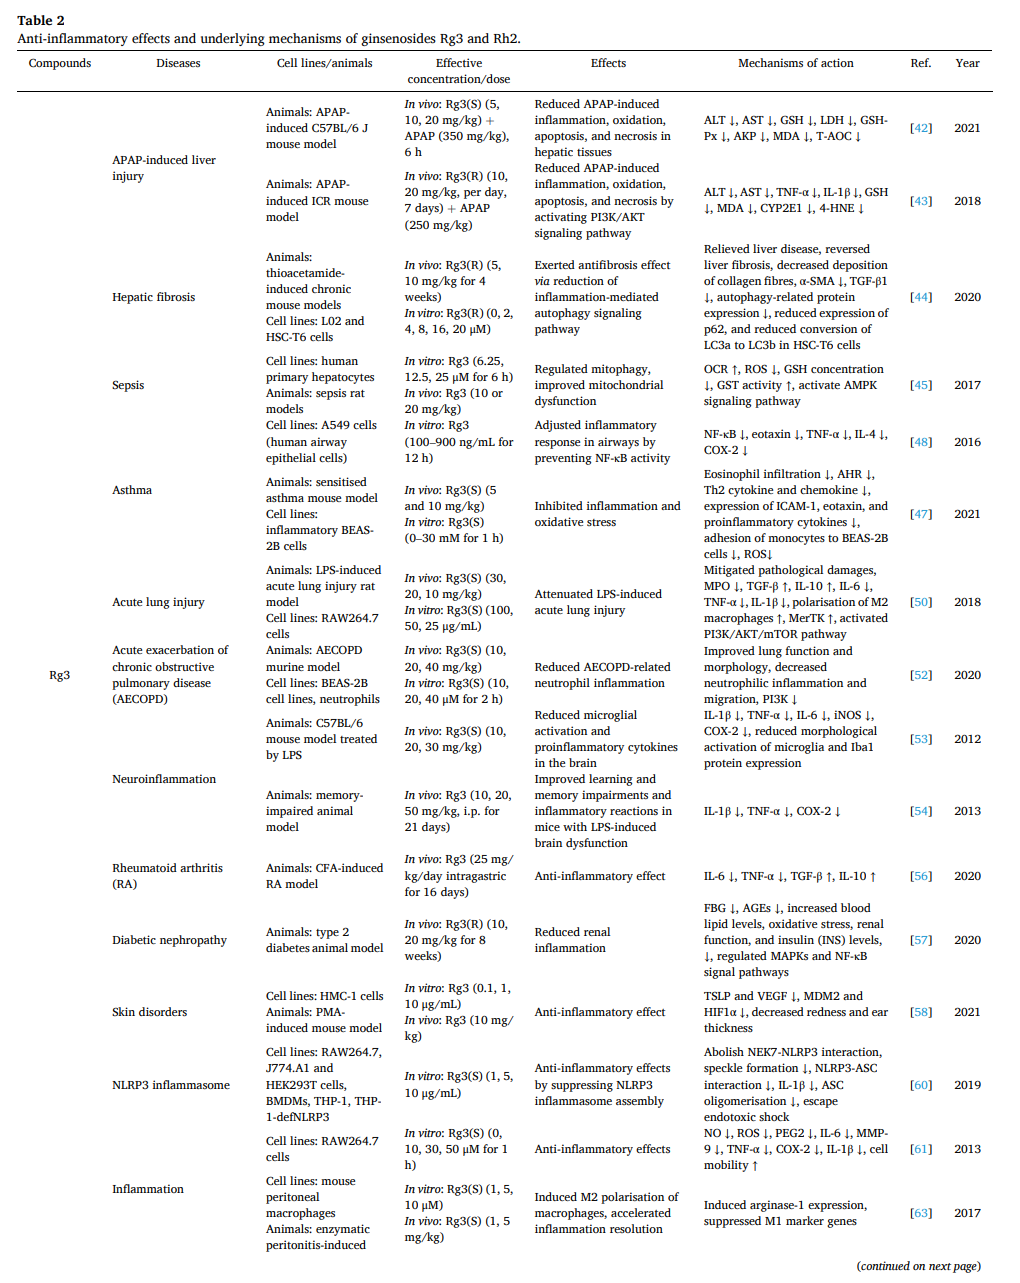 Table 2
Anti-inflammatory effects and underlying mechanisms of ginsenosides Rg3 and Rh2.
Compounds Diseases Cell lines/animals Effective concentration/dose Effects Mechanisms of action Ref. Year
Rg3
APAP-induced liver
injury
Animals: APAP-
induced C57BL/6 J
mouse model
In vivo: Rg3(S) (5,
10, 20 mg/kg) +
APAP (350 mg/kg),
6 h
Reduced APAP-induced
inflammation, oxidation,
apoptosis, and necrosis in
hepatic tissues
ALT ↓, AST ↓, GSH ↓, LDH ↓, GSH-
Px ↓, AKP ↓, MDA ↓, T-AOC ↓
[42] 2021
Animals: APAP-
induced ICR mouse
model
In vivo: Rg3(R) (10,
20 mg/kg, per day,
7 days) + APAP
(250 mg/kg)
Reduced APAP-induced
inflammation, oxidation,
apoptosis, and necrosis by
activating PI3K/AKT
signaling pathway
ALT ↓, AST ↓, TNF-α ↓, IL-1β ↓, GSH
↓, MDA ↓, CYP2E1 ↓, 4-HNE ↓
[43] 2018
Hepatic fibrosis
Animals:
thioacetamide-
induced chronic
mouse models
Cell lines: L02 and
HSC-T6 cells
In vivo: Rg3(R) (5,
10 mg/kg for 4
weeks)
In vitro: Rg3(R) (0, 2,
4, 8, 16, 20 μM)
Exerted antifibrosis effect
via reduction of
inflammation-mediated
autophagy signaling
pathway
Relieved liver disease, reversed
liver fibrosis, decreased deposition
of collagen fibres, α-SMA ↓, TGF-β1
↓, autophagy-related protein
expression ↓, reduced expression of
p62, and reduced conversion of
LC3a to LC3b in HSC-T6 cells
[44] 2020
Sepsis
Cell lines: human
primary hepatocytes
Animals: sepsis rat
models
In vitro: Rg3 (6.25,
12.5, 25 μM for 6 h)
In vivo: Rg3 (10 or
20 mg/kg)
Regulated mitophagy,
improved mitochondrial
dysfunction
OCR ↑, ROS ↓, GSH concentration
↓, GST activity ↑, activate AMPK
signaling pathway
[45] 2017
Asthma
Cell lines: A549 cells
(human airway
epithelial cells)
In vitro: Rg3
(100–900 ng/mL for
12 h)
Adjusted inflammatory
response in airways by
preventing NF-κB activity
NF-κB ↓, eotaxin ↓, TNF-α ↓, IL-4 ↓,
COX-2 ↓
[48] 2016
Animals: sensitised
asthma mouse model
Cell lines:
inflammatory BEAS-
2B cells
In vivo: Rg3(S) (5
and 10 mg/kg)
In vitro: Rg3(S)
(0–30 mM for 1 h)
Inhibited inflammation and
oxidative stress
Eosinophil infiltration ↓, AHR ↓,
Th2 cytokine and chemokine ↓,
expression of ICAM-1, eotaxin, and
proinflammatory cytokines ↓,
adhesion of monocytes to BEAS-2B
cells ↓, ROS↓
[47] 2021
Acute lung injury
Animals: LPS-induced
acute lung injury rat
model
Cell lines: RAW264.7
cells
In vivo: Rg3(S) (30,
20, 10 mg/kg)
In vitro: Rg3(S) (100,
50, 25 μg/mL)
Attenuated LPS-induced
acute lung injury
Mitigated pathological damages,
MPO ↓, TGF-β ↑, IL-10 ↑, IL-6 ↓,
TNF-α ↓, IL-1β ↓, polarisation of M2
macrophages ↑, MerTK ↑, activated
PI3K/AKT/mTOR pathway
[50] 2018
Acute exacerbation of
chronic obstructive
pulmonary disease
(AECOPD)
Animals: AECOPD
murine model
Cell lines: BEAS-2B
cell lines, neutrophils
In vivo: Rg3(S) (10,
20, 40 mg/kg)
In vitro: Rg3(S) (10,
20, 40 μM for 2 h)
Reduced AECOPD-related
neutrophil inflammation
Improved lung function and
morphology, decreased
neutrophilic inflammation and
migration, PI3K ↓
[52] 2020
Neuroinflammation
Animals: C57BL/6
mouse model treated
by LPS
In vivo: Rg3(S) (10,
20, 30 mg/kg)
Reduced microglial
activation and
proinflammatory cytokines
in the brain
IL-1β ↓, TNF-α ↓, IL-6 ↓, iNOS ↓,
COX-2 ↓, reduced morphological
activation of microglia and Iba1
protein expression
[53] 2012
Animals: memory-
impaired animal
model
In vivo: Rg3 (10, 20,
50 mg/kg, i.p. for
21 days)
Improved learning and
memory impairments and
inflammatory reactions in
mice with LPS-induced
brain dysfunction
IL-1β ↓, TNF-α ↓, COX-2 ↓
[54] 2013
Rheumatoid arthritis
(RA)
Animals: CFA-induced
RA model
In vivo: Rg3 (25 mg/
kg/day intragastric
for 16 days)
Anti-inflammatory effect
IL-6 ↓, TNF-α ↓, TGF-β ↑, IL-10 ↑
[56] 2020
Diabetic nephropathy
Animals: type 2
diabetes animal model
In vivo: Rg3(R) (10,
20 mg/kg for 8
weeks)
Reduced renal
inflammation
FBG ↓, AGEs ↓, increased blood
lipid levels, oxidative stress, renal
function, and insulin (INS) levels,
↓, regulated MAPKs and NF-κB
signal pathways
[57] 2020
Skin disorders
Cell lines: HMC-1 cells
Animals: PMA-
induced mouse model
In vitro: Rg3 (0.1, 1,
10 μg/mL)
In vivo: Rg3 (10 mg/
kg)
Anti-inflammatory effect
TSLP and VEGF ↓, MDM2 and
HIF1α ↓, decreased redness and ear
thickness
[58] 2021
NLRP3 inflammasome
Cell lines: RAW264.7,
J774.A1 and
HEK293T cells,
BMDMs, THP-1, THP-
1-defNLRP3
In vitro: Rg3(S) (1, 5,
10 μg/mL)
Anti-inflammatory effects
by suppressing NLRP3
inflammasome assembly
Abolish NEK7-NLRP3 interaction,
speckle formation ↓, NLRP3-ASC
interaction ↓, IL-1β ↓, ASC
oligomerisation ↓, escape
endotoxic shock
[60] 2019
Inflammation
Cell lines: RAW264.7
cells
In vitro: Rg3(S) (0,
10, 30, 50 μM for 1
h)
Anti-inflammatory effects
NO ↓, ROS ↓, PEG2 ↓, IL-6 ↓, MMP-
9 ↓, TNF-α ↓, COX-2 ↓, IL-1β ↓, cell
mobility ↑
[61] 2013
Cell lines: mouse
peritoneal
macrophages
Animals: enzymatic
peritonitis-induced
In vitro: Rg3(S) (1, 5,
10 μM)
In vivo: Rg3(S) (1, 5
mg/kg)
Induced M2 polarisation of
macrophages, accelerated
inflammation resolution
Induced arginase-1 expression,
suppressed M1 marker genes
[63] 2017
(continued on next page)